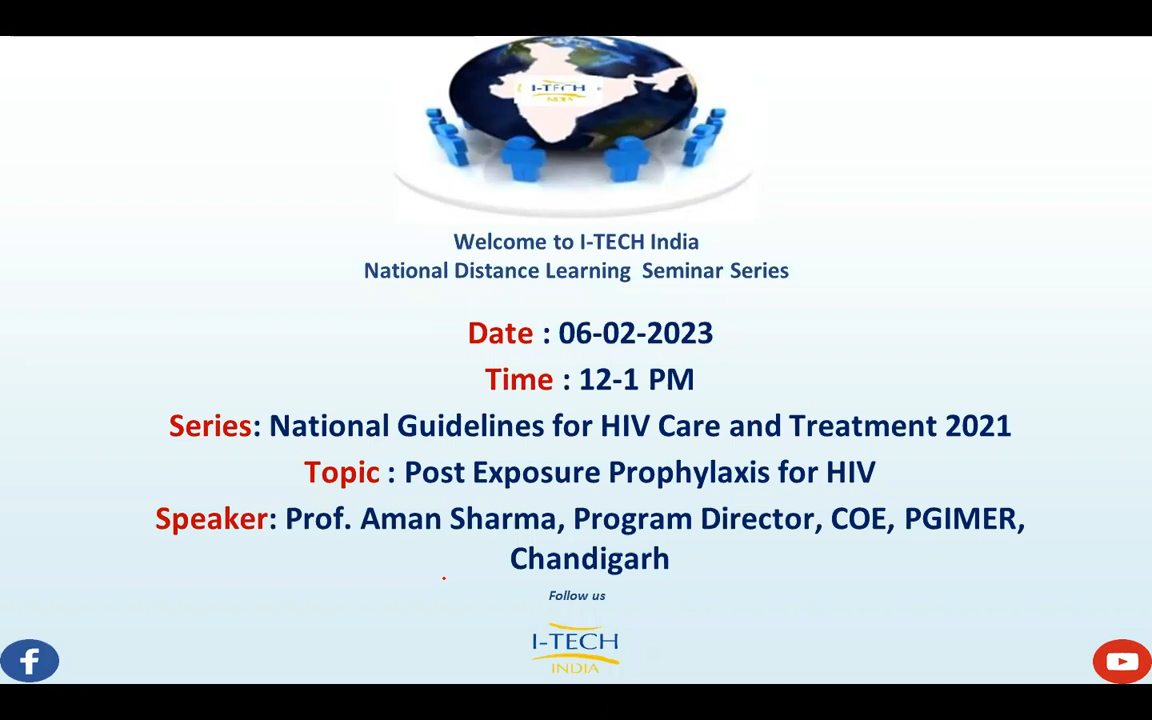 I-TECH
INDIA
Welcome to I-TECH India
National Distance Learning Seminar Series
Date : 06-02-2023
Time : 12-1 PM
Series: National Guidelines for HIV Care and Treatment 2021
Topic : Post Exposure Prophylaxis for HIV
Speaker: Prof. Aman Sharma, Program Director, COE, PGIMER,
Chandigarh
Follow us
I-TECH
INDIA